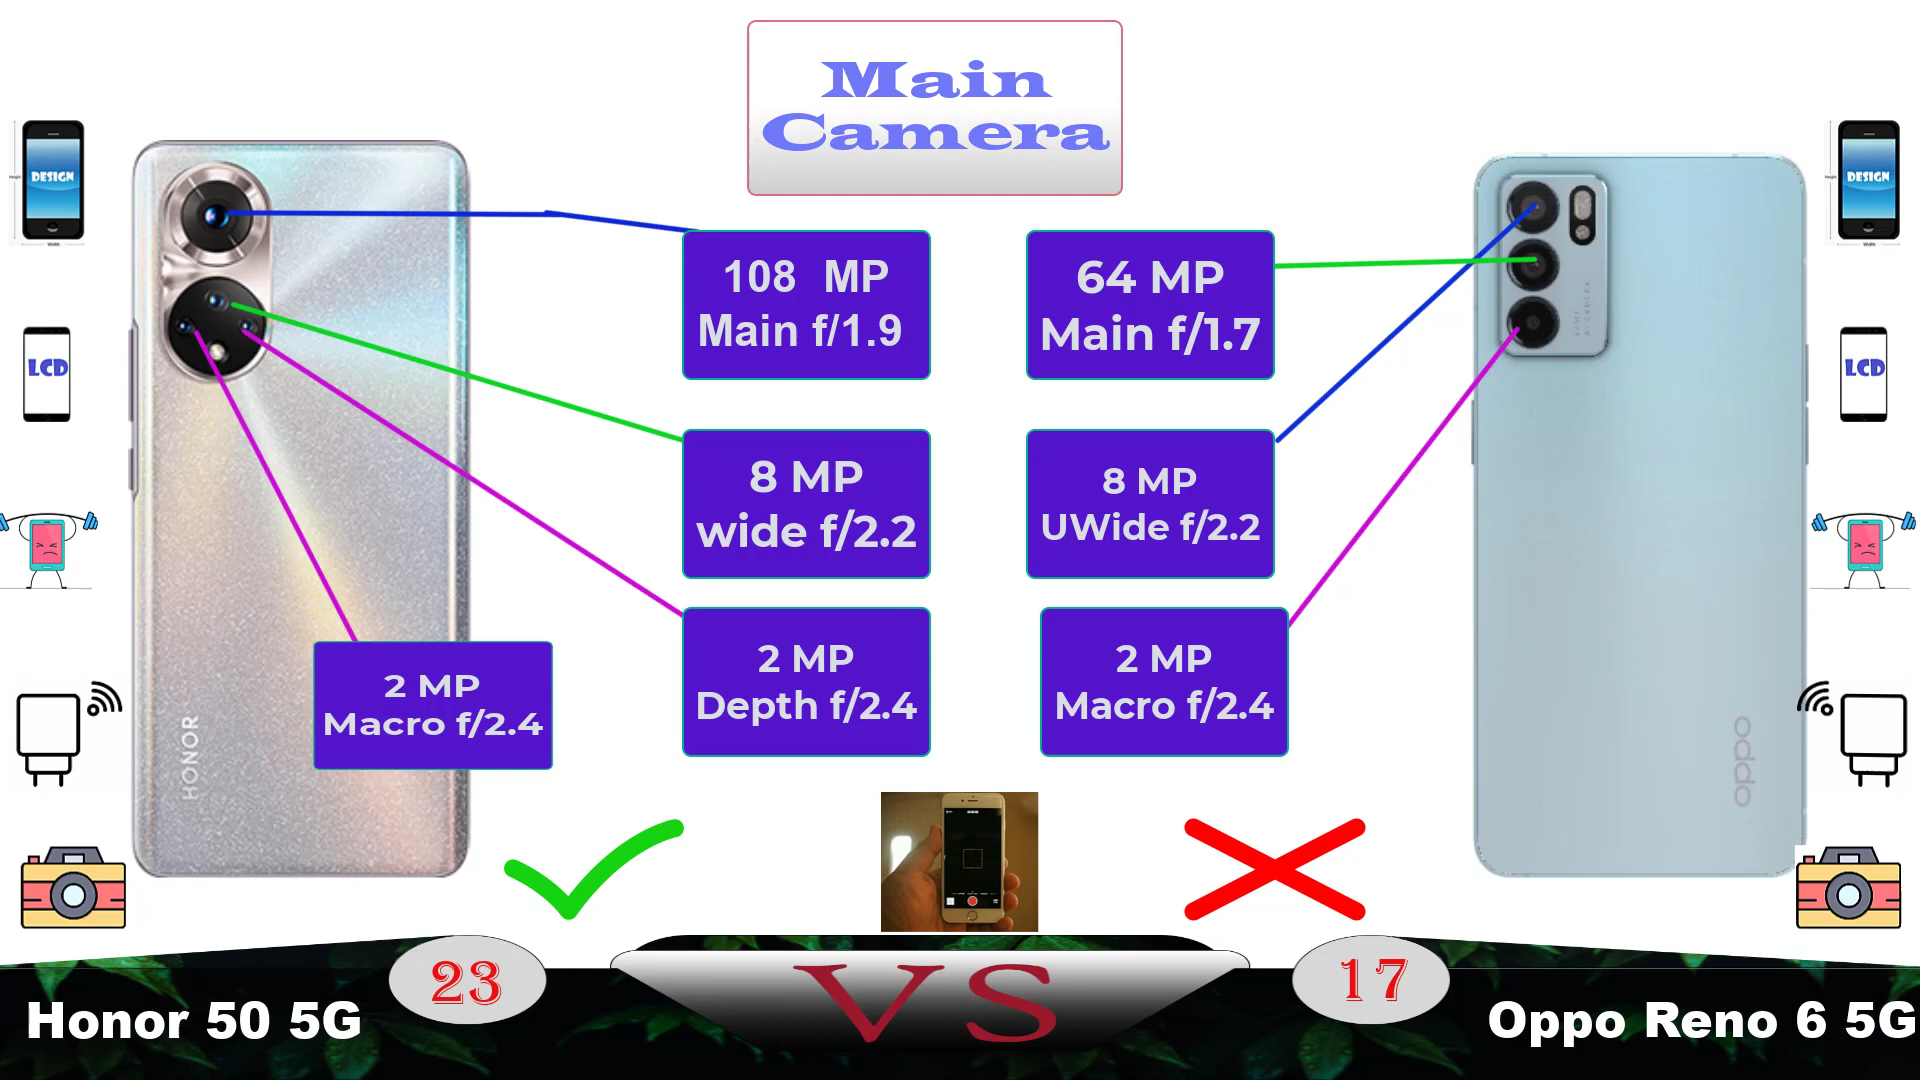 Main
Camera
DESIGN
DESIGN
LCD
LCD
108 MP
Main f/1.9
64 MP
Main f/1.7
8 MP
wide f/2.2
8 MP
UWide f/2.2
2 MP
Macro f/2.4
2 MP
Depth f/2.4
2 MP
Macro f/2.4
HONOR
oppo
23
VS
17
Honor 50 5G
Oppo Reno 6 5G